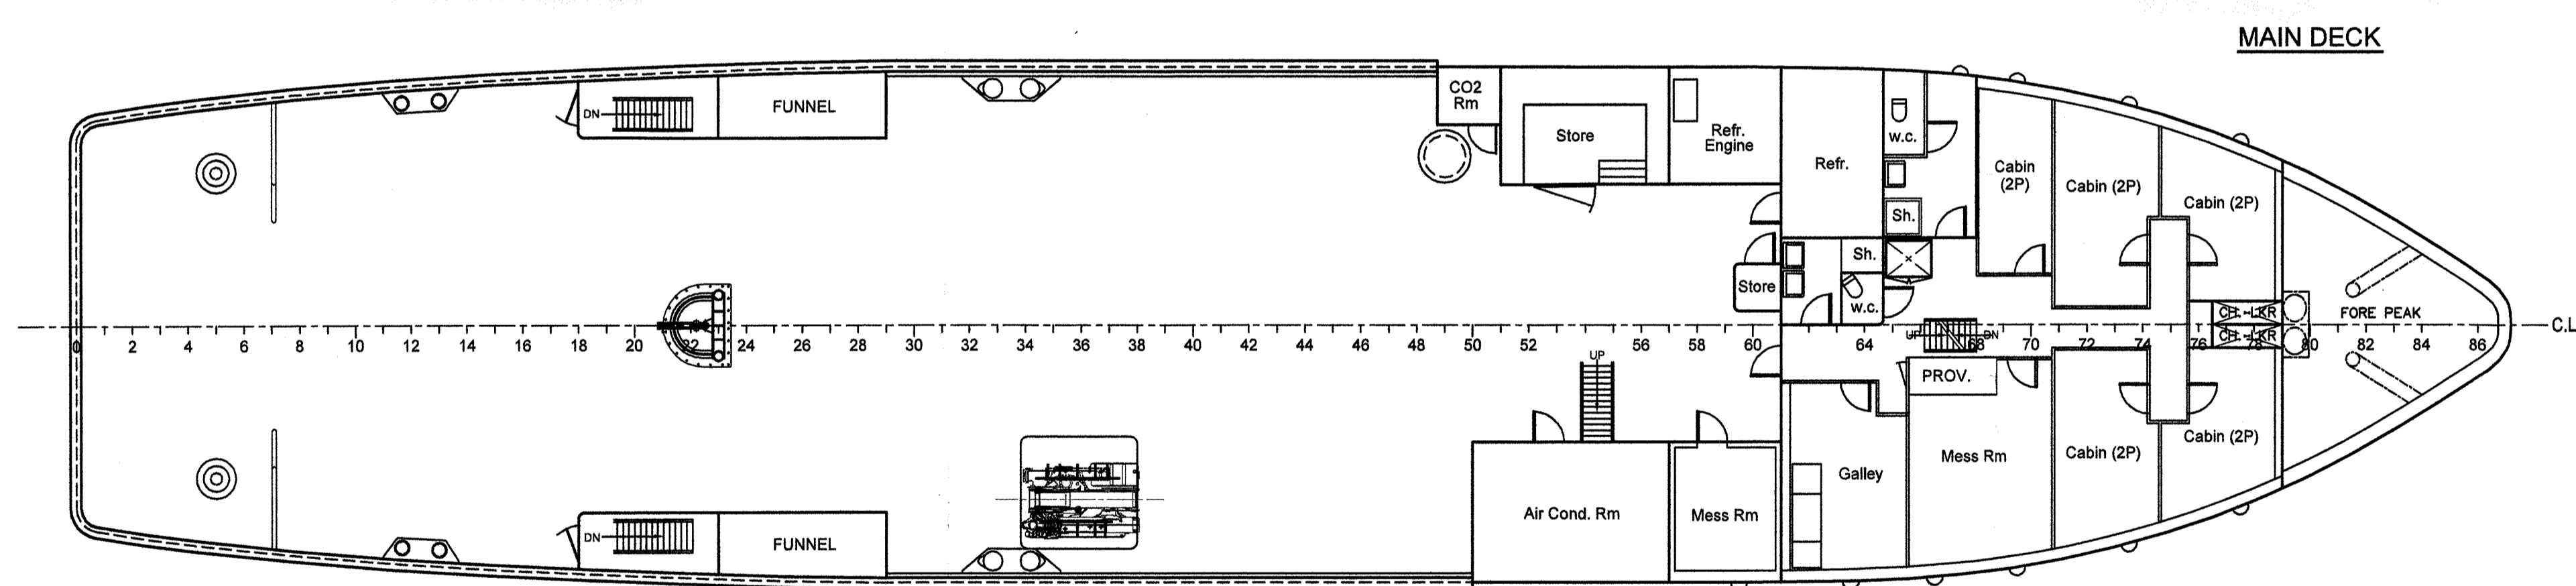 MAIN DECK
CO2
Rm
DN
FUNNEL
Store
Refr.
Engine
Refr.
w.c.
Sh.
Cabin
(2P)
Cabin (2P)
Cabin (2P)
Sh.
w.c.
Store
CH. LKR
CH. LKR
FORE PEAK
C.L
0 2 4 6 8 10 12 14 16 18 20 22 24 26 28 30 32 34 36 38 40 42 44 46 48 50 52 56 58 60 64 68 70 72 74 76 78 80 82 84 86
UP
UP
DN
PROV.
Galley
Mess Rm
Cabin (2P)
Cabin (2P)
Air Cond. Rm
Mess Rm
DN
FUNNEL